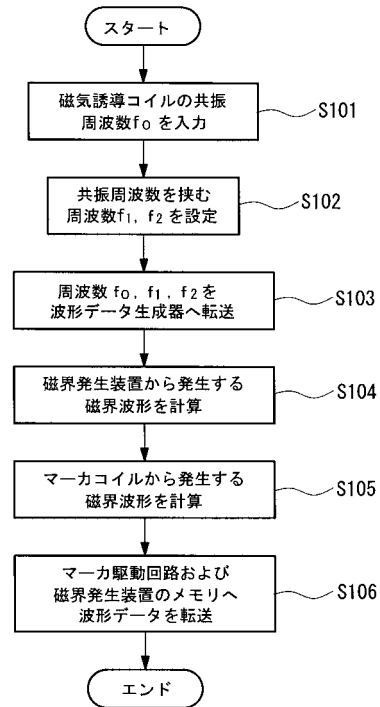 スタート
磁気誘導コイルの共振
周波数f0 を入力
S101
共振周波数を挟む
周波数f1, f2 を設定
S102
周波数 f0, f1, f2 を
波形データ生成器へ転送
S103
磁界発生装置から発生する
磁界波形を計算
S104
マーカコイルから発生する
磁界波形を計算
S105
マーカ駆動回路および
磁界発生装置のメモリへ
波形データを転送
S106
エンド